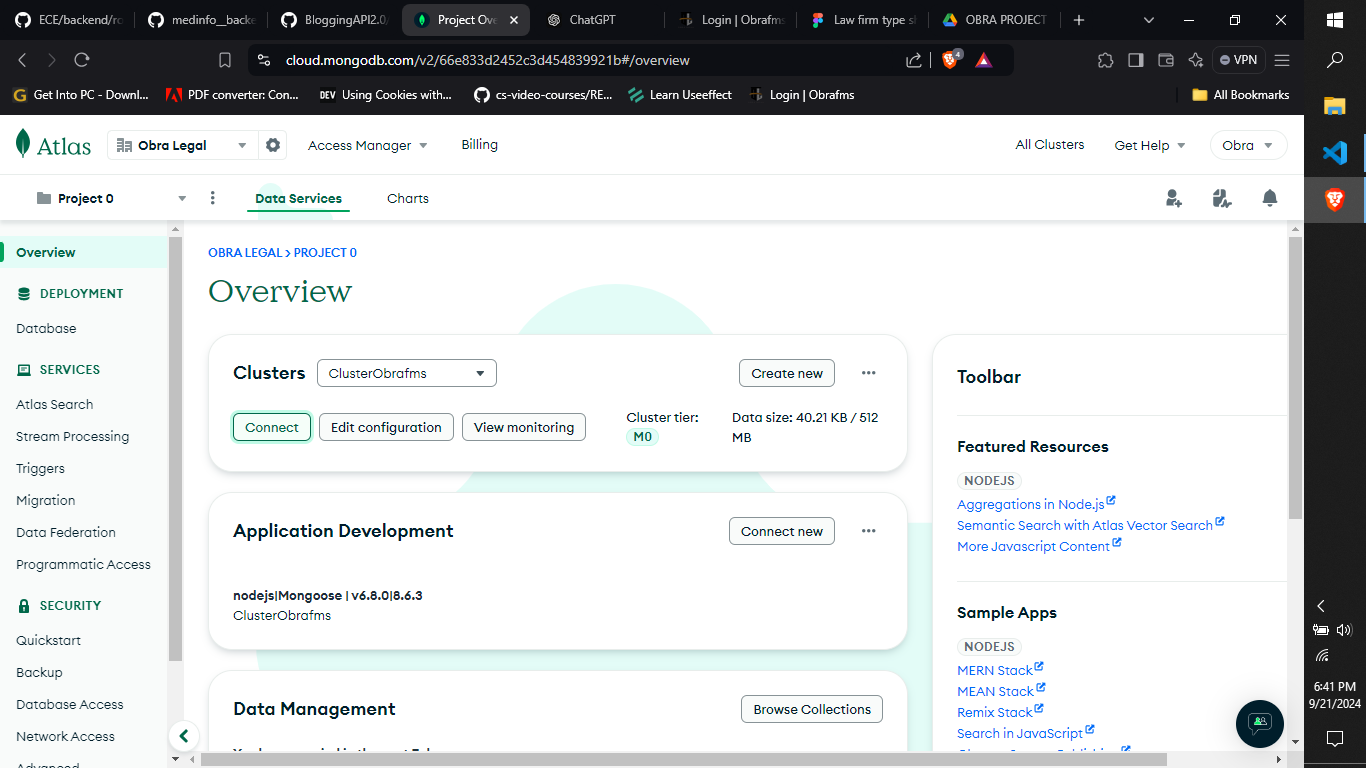 ECE/backend/ro
medinfo__backe
BloggingAPI2.0/
Project Ove
ChatGPT
Login | Obrafms
Law firm type sl
OBRA PROJECT
cloud.mongodb.com/v2/66e833d2452c3d454839921b#/overview
4
VPN
Get Into PC - Downl...
PDF converter: Con...
DEV Using Cookies with...
cs-video-courses/RE...
Learn Useeffect
Login | Obrafms
All Bookmarks
Atlas
Obra Legal
Access Manager
Billing
All Clusters
Get Help
Obra
Project 0
Data Services
Charts
Overview
DEPLOYMENT
Database
SERVICES
Atlas Search
Stream Processing
Triggers
Migration
Data Federation
Programmatic Access
SECURITY
Quickstart
Backup
Database Access
Network Access
Advanced
OBRA LEGAL > PROJECT 0
Overview
Clusters
ClusterObrafms
Create new
Connect
Edit configuration
View monitoring
Cluster tier:
M0
Data size: 40.21 KB / 512
MB
Application Development
Connect new
nodejs|Mongoose | v6.8.0|8.6.3
ClusterObrafms
Data Management
Browse Collections
Toolbar
Featured Resources
NODEJS
Aggregations in Node.js
Semantic Search with Atlas Vector Search
More Javascript Content
Sample Apps
NODEJS
MERN Stack
MEAN Stack
Remix Stack
Search in JavaScript
6:41 PM
9/21/2024